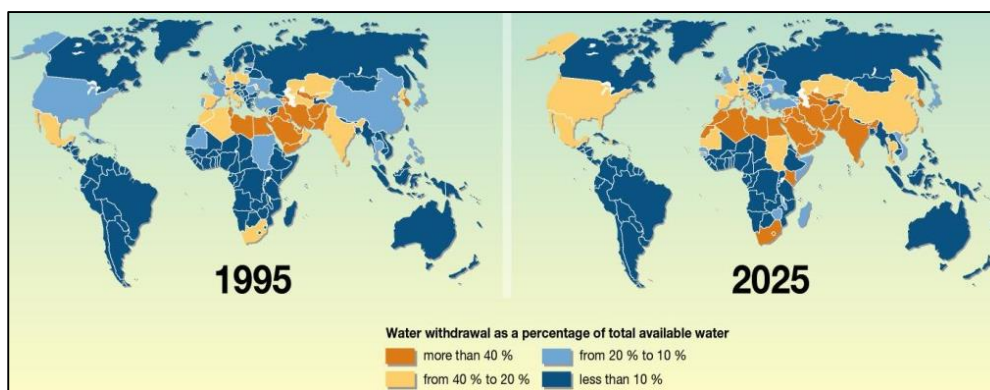 1995
2025
Water withdrawal as a percentage of total available water
more than 40 %
from 20 % to 10 %
from 40 % to 20 %
less than 10 %